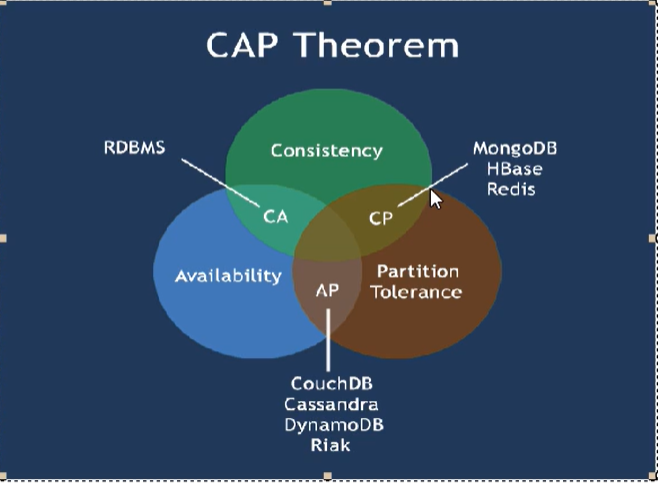 CAP Theorem
RDBMS
Consistency
MongoDB
HBase
Redis
CA
CP
Availability
Partition
Tolerance
AP
CouchDB
Cassandra
DynamoDB
Riak